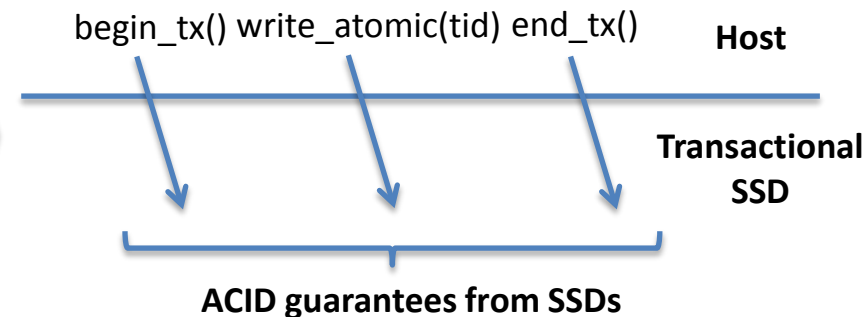 begin_tx() write_atomic(tid) end_tx()
Host
Transactional
SSD
ACID guarantees from SSDs